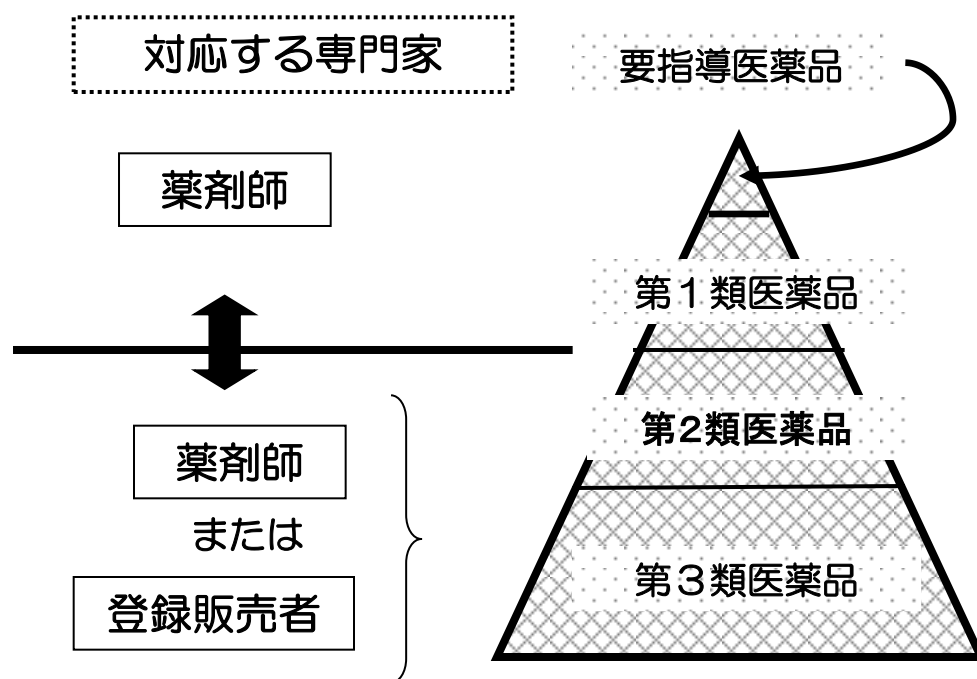 対応する専門家
要指導医薬品
薬剤師
第１類医薬品
薬剤師
または
登録販売者
第2類医薬品
第３類医薬品